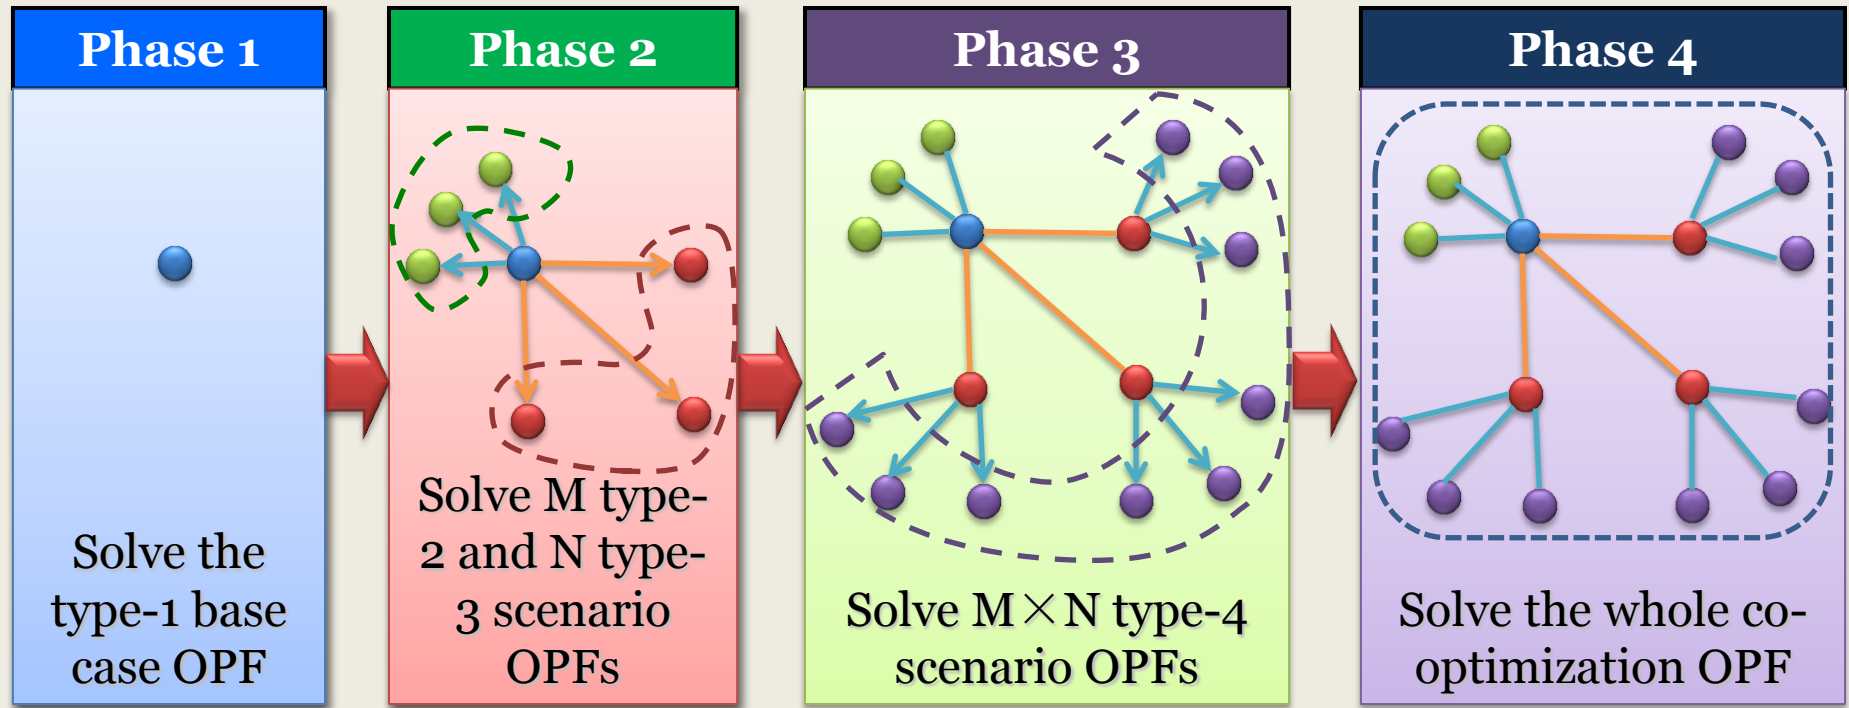 Phase 1
Solve the
type-1 base
case OPF
Phase 2
Solve M type-
2 and N type-
3 scenario
OPFs
Phase 3
Solve M×N type-4
scenario OPFs
Phase 4
Solve the whole co-
optimization OPF